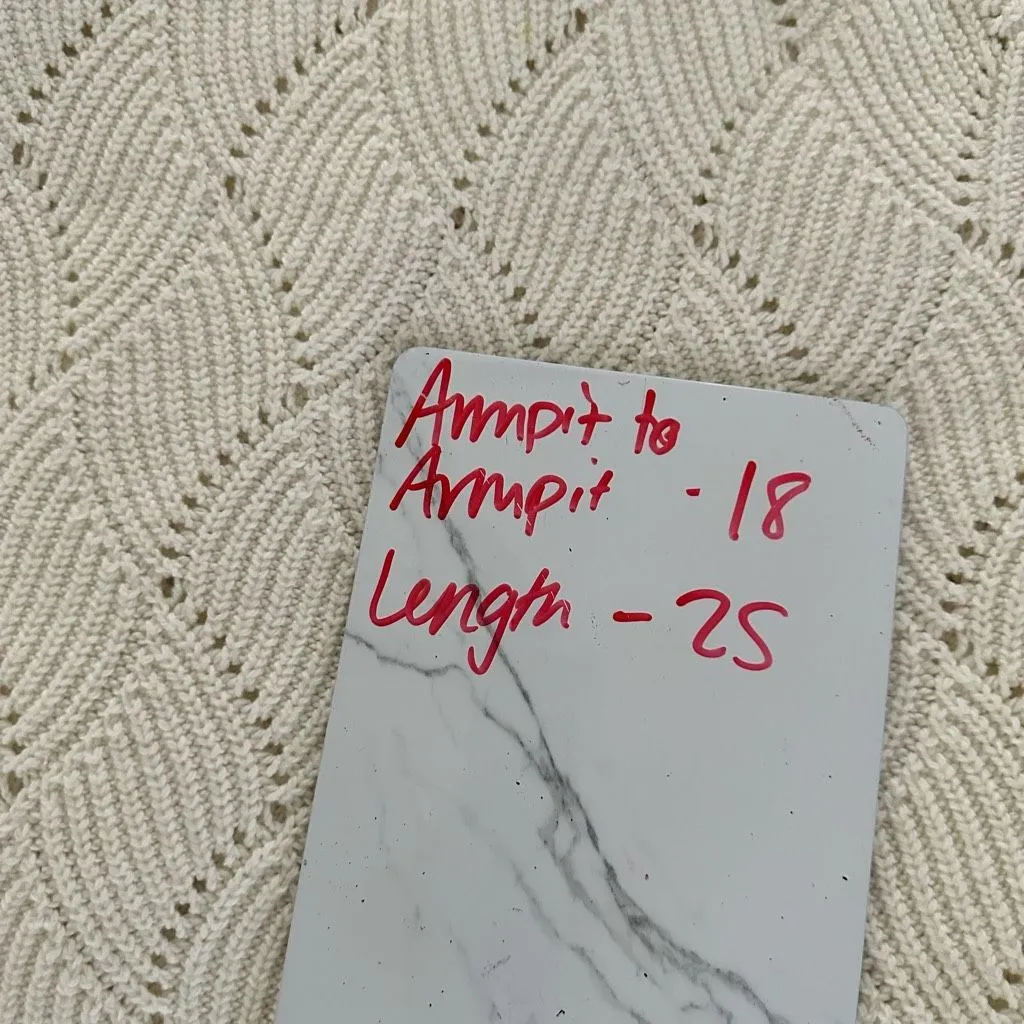 Armpit to
Armpit - 18
Length - 25